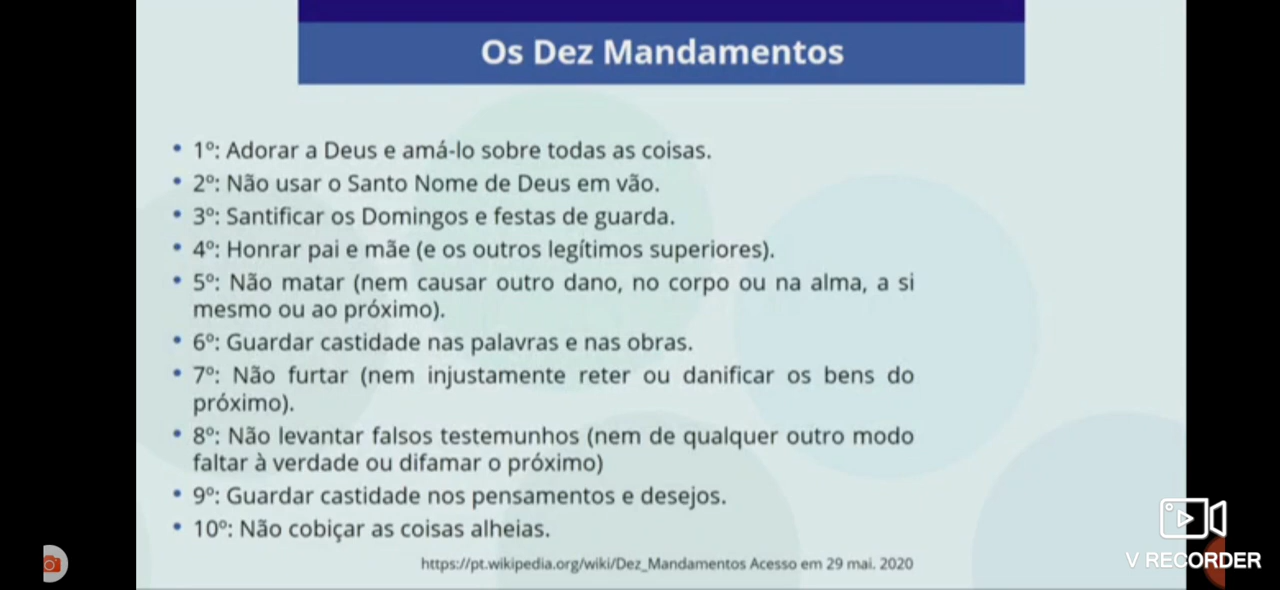 Os Dez Mandamentos
• 1º: Adorar a Deus e amá-lo sobre todas as coisas.
• 2º: Não usar o Santo Nome de Deus em vão.
• 3º: Santificar os Domingos e festas de guarda.
• 4º: Honrar pai e mãe (e os outros legítimos superiores).
• 5º: Não matar (nem causar outro dano, no corpo ou na alma, a si
mesmo ou ao próximo).
• 6º: Guardar castidade nas palavras e nas obras.
• 7º: Não furtar (nem injustamente reter ou danificar os bens do
próximo).
• 8º: Não levantar falsos testemunhos (nem de qualquer outro modo
faltar à verdade ou difamar o próximo)
• 9º: Guardar castidade nos pensamentos e desejos.
• 10º: Não cobiçar as coisas alheias.
https://pt.wikipedia.org/wiki/Dez_Mandamentos Acesso em 29 mai. 2020
V RECORDER